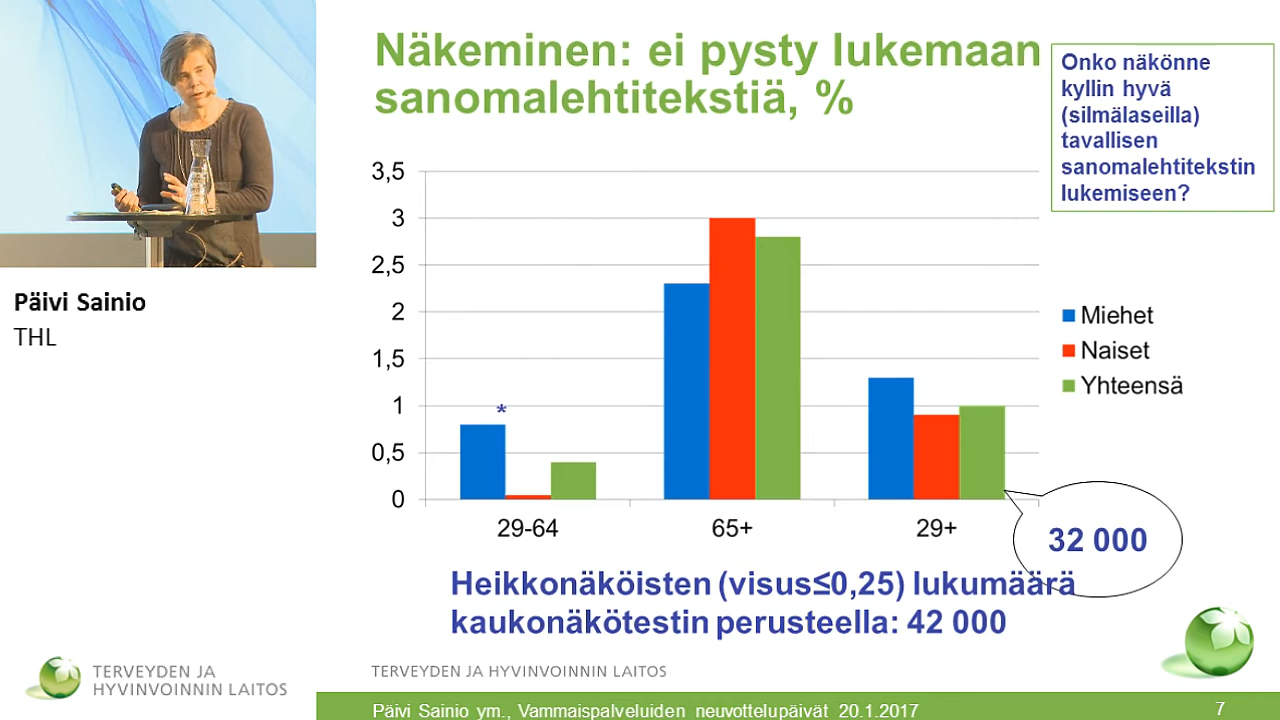 Näkeminen: ei pysty lukemaan
sanomalehtitekstiä, %
Onko näkönne
kyllin hyvä
(silmälaseilla)
tavallisen
sanomalehtitekstin
lukemiseen?
Päivi Sainio
THL
3,5
3
2,5
2
1,5
1
0,5
0
*
29-64
65+
29+
Miehet
Naiset
Yhteensä
32 000
Heikkonäköisten (visus≤0,25) lukumäärä
kaukonäkötestin perusteella: 42 000
TERVEYDEN JA
HYVINVOINNIN LAITOS
TERVEYDEN JA HYVINVOINNIN LAITOS
Päivi Sainio ym., Vammaispalveluiden neuvottelupäivät 20.1.2017
7